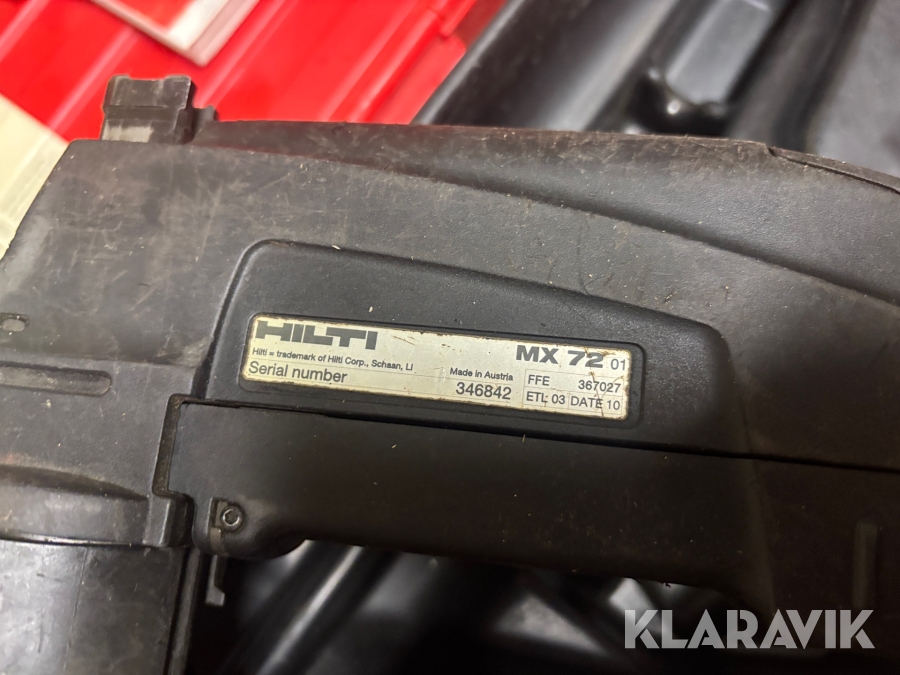 HILTI MX 72 01
Hilti = trademark of Hilti Corp., Schaan, LI Made in Austria FFE 367027
Serial number 346842 ETL 03 DATE 10
KLARAVIK